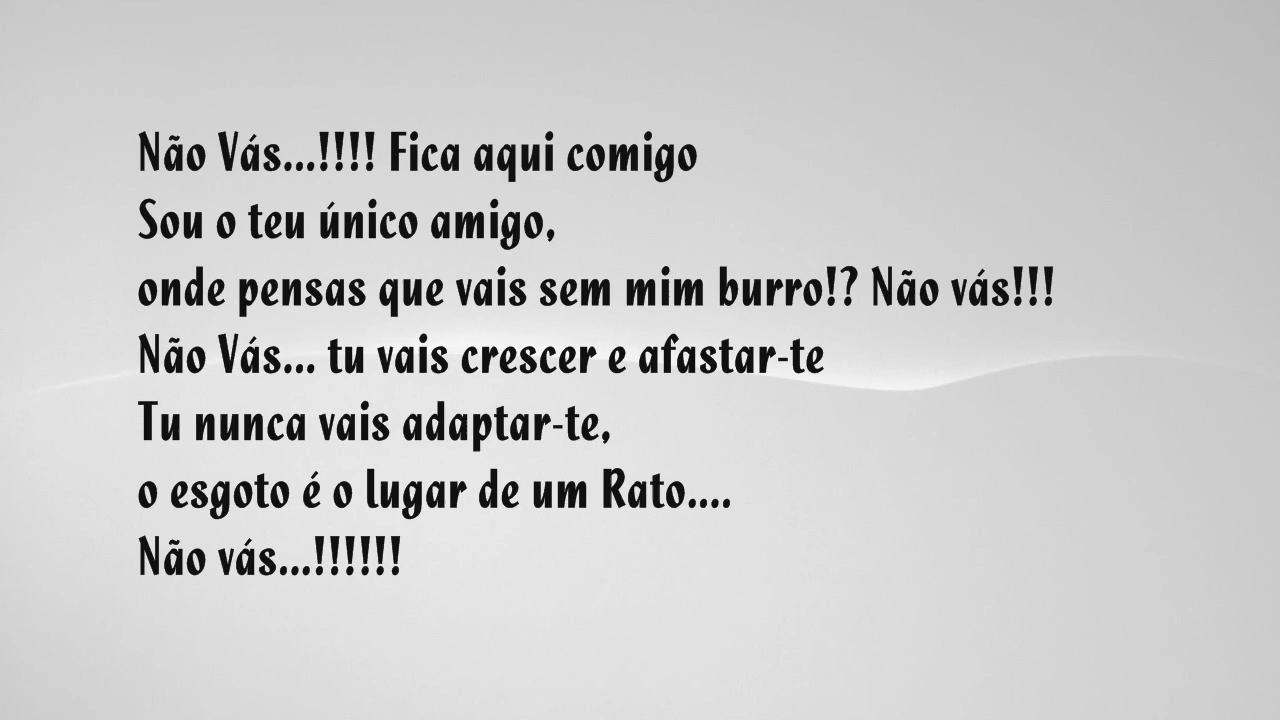 Não Vás...!!!! Fica aqui comigo
Sou o teu único amigo,
onde pensas que vais sem mim burro!? Não vás!!!
Não Vás... tu vais crescer e afastar-te
Tu nunca vais adaptar-te,
o esgoto é o lugar de um Rato....
Não vás...!!!!!!